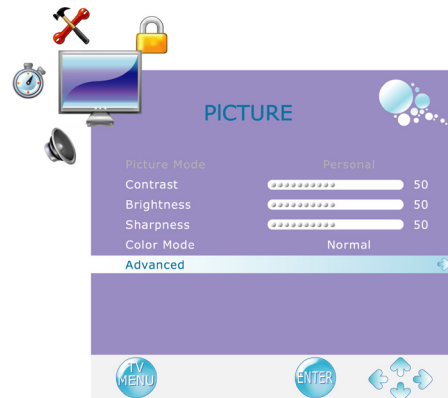 PICTURE
Picture Mode Personal
Contrast 50
Brightness 50
Sharpness 50
Color Mode Normal
Advanced
TV
MENU
ENTER